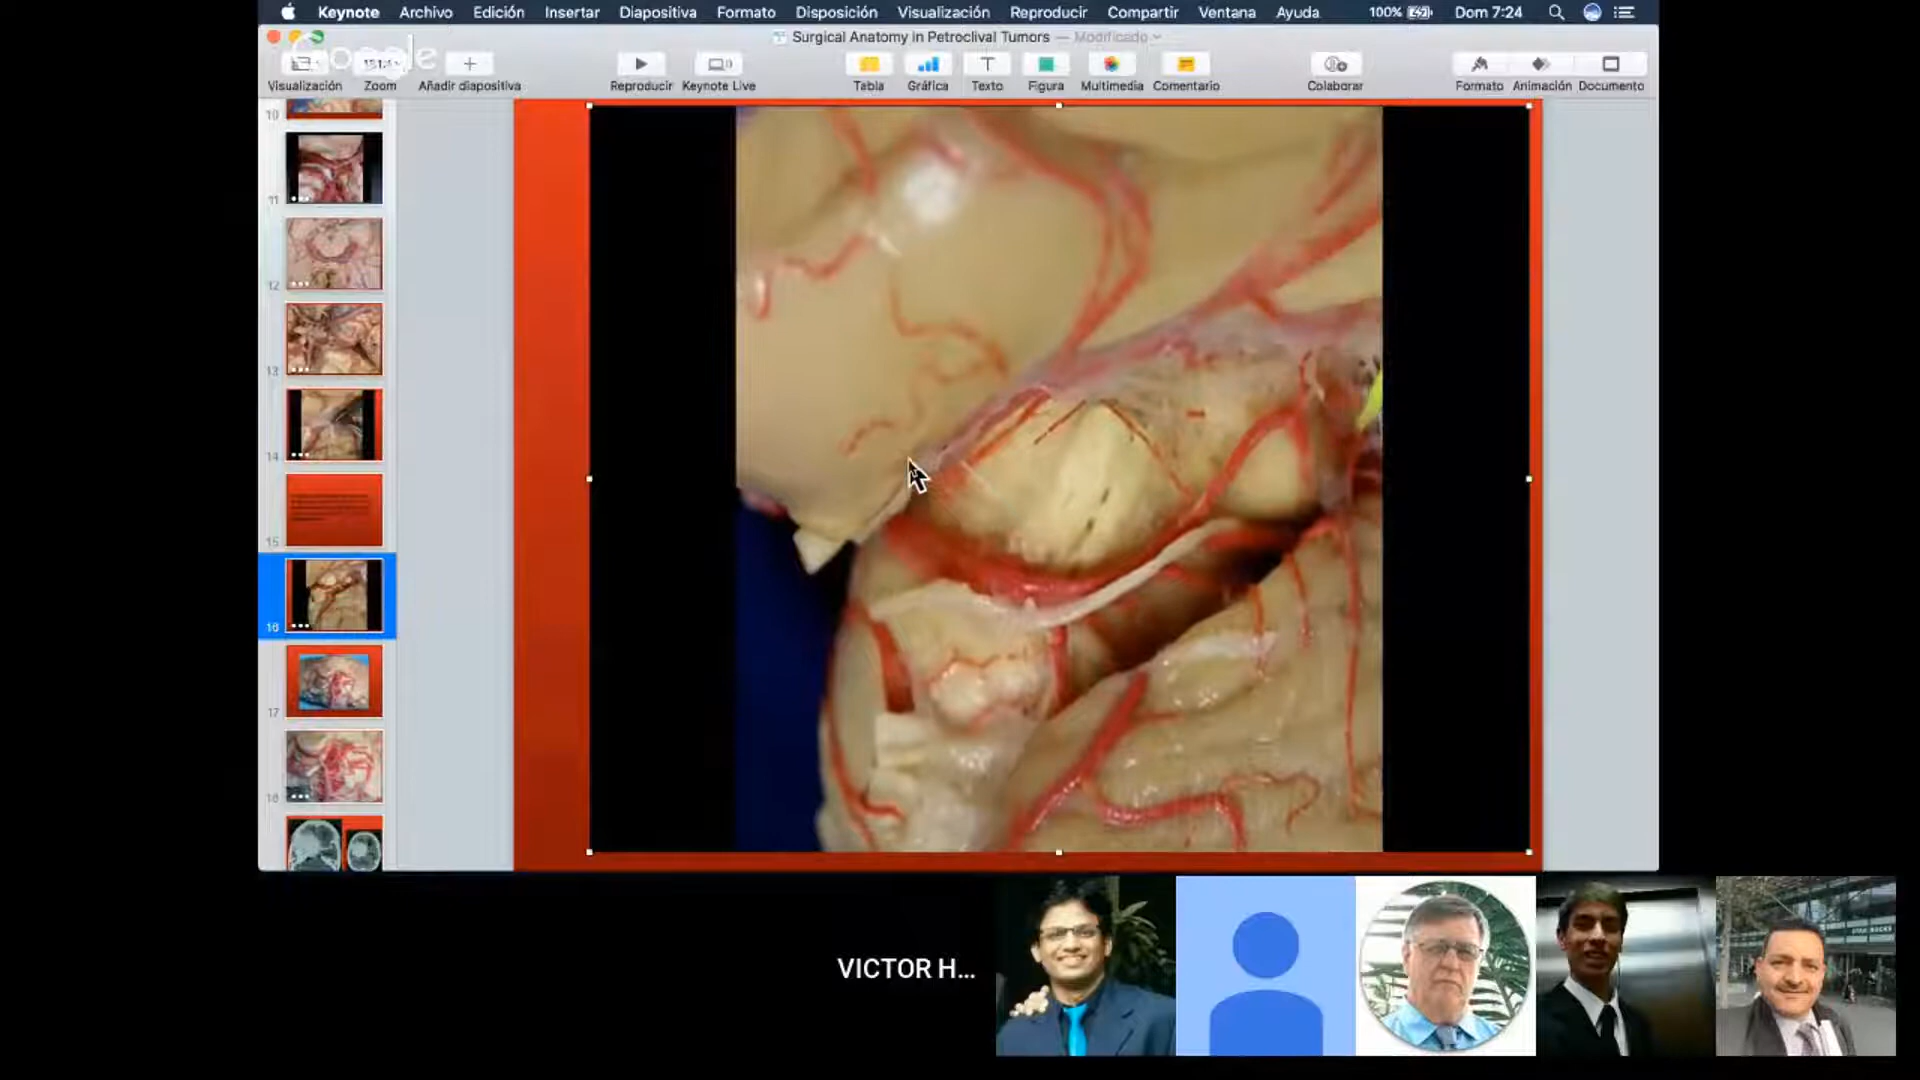 Keynote Archivo Edición Insertar Diapositiva Formato Disposición Visualización Reproducir Compartir Ventana Ayuda 100% Dom 7:24
Google
Surgical Anatomy in Petroclival Tumors — Modificado
Visualización Zoom Añadir diapositiva Reproducir Keynote Live Tabla Gráfica Texto Figura Multimedia Comentario Colaborar Formato Animación Documento
10
11
12
13
14
15
16
17
18
VICTOR H...